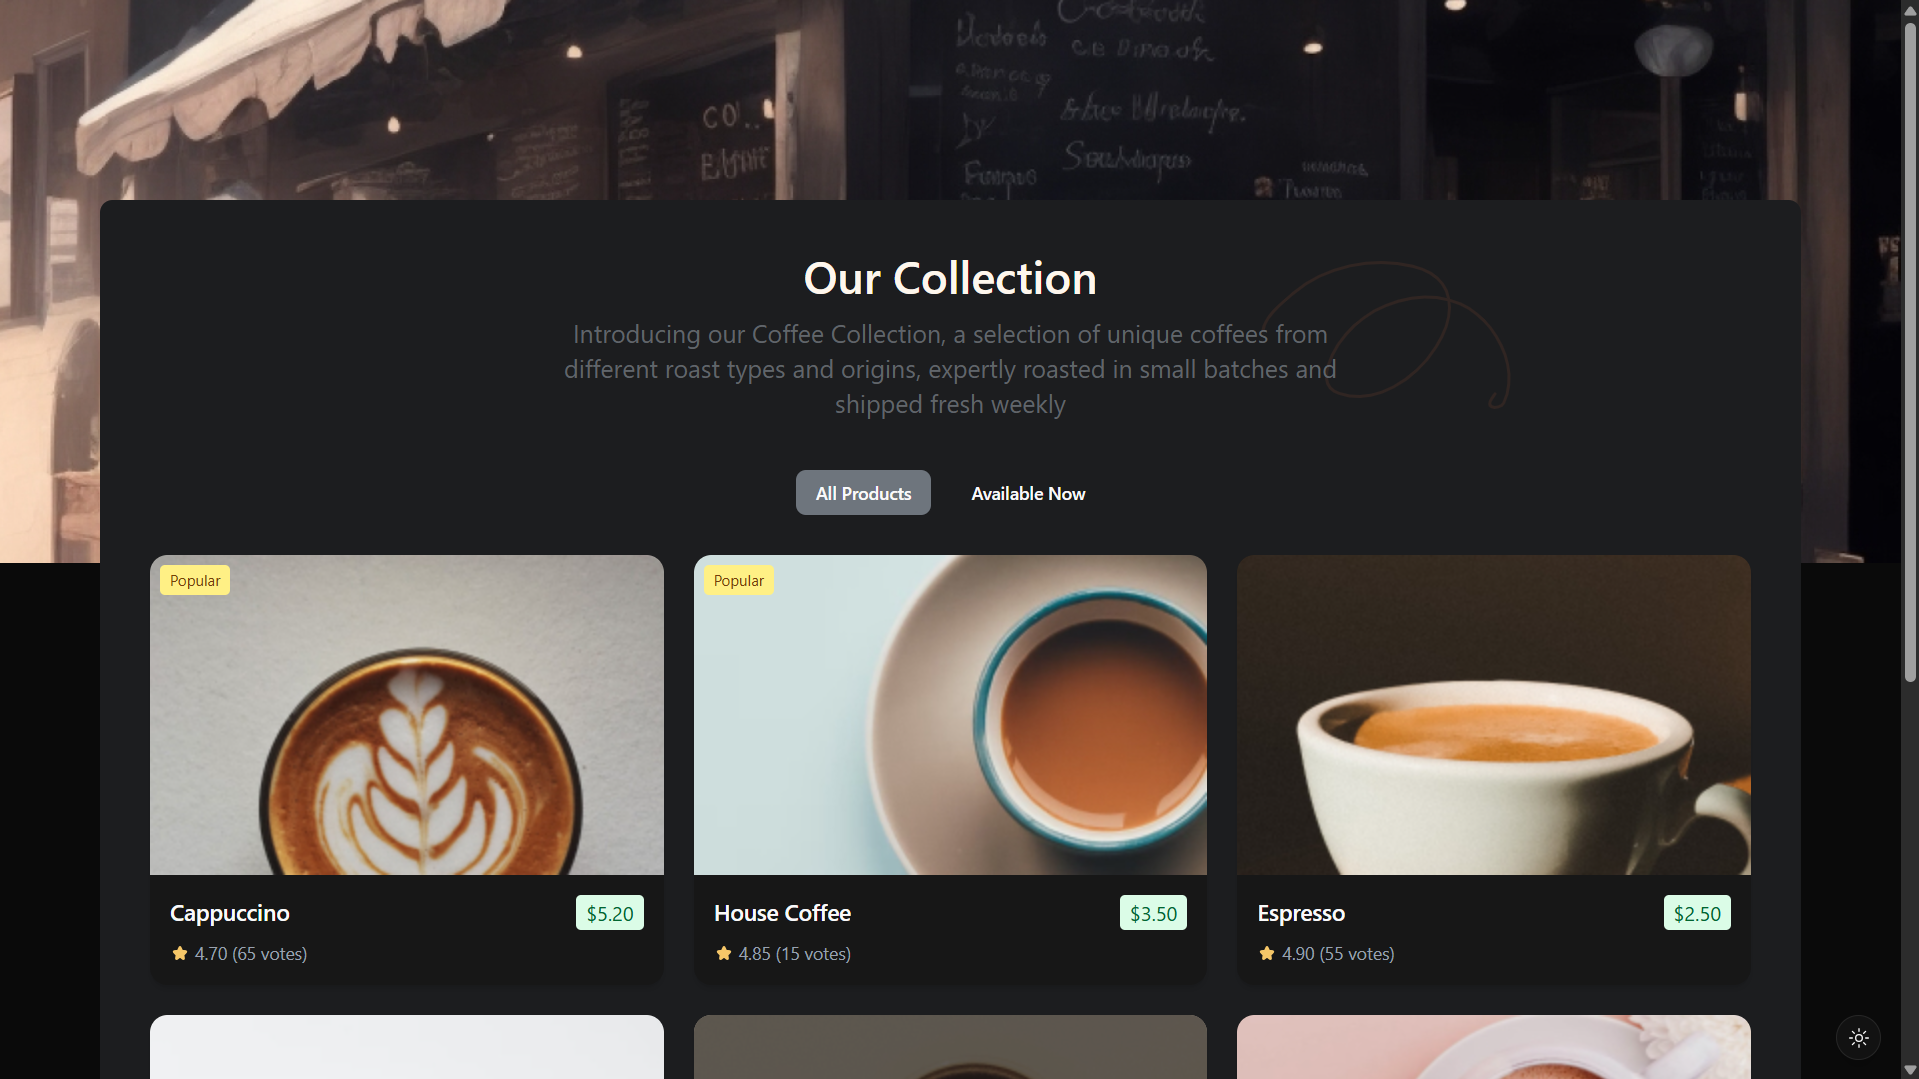 CO
Our Collection
Introducing our Coffee Collection, a selection of unique coffees from
different roast types and origins, expertly roasted in small batches and
shipped fresh weekly
All Products
Available Now
Popular
Popular
Cappuccino
$5.20
House Coffee
$3.50
Espresso
$2.50
4.70 (65 votes)
4.85 (15 votes)
4.90 (55 votes)